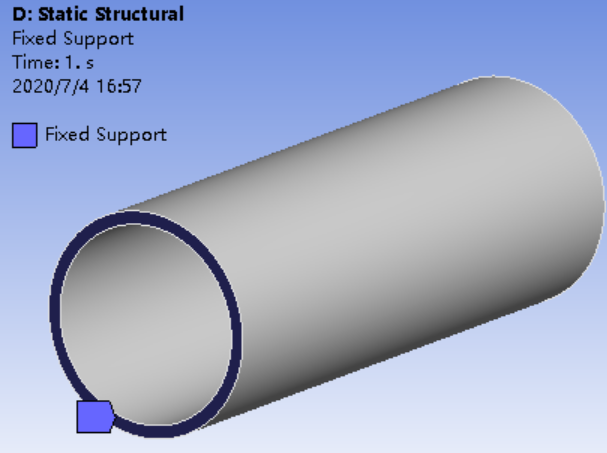 D: Static Structural
Fixed Support
Time: 1. s
2020/7/4 16:57
Fixed Support